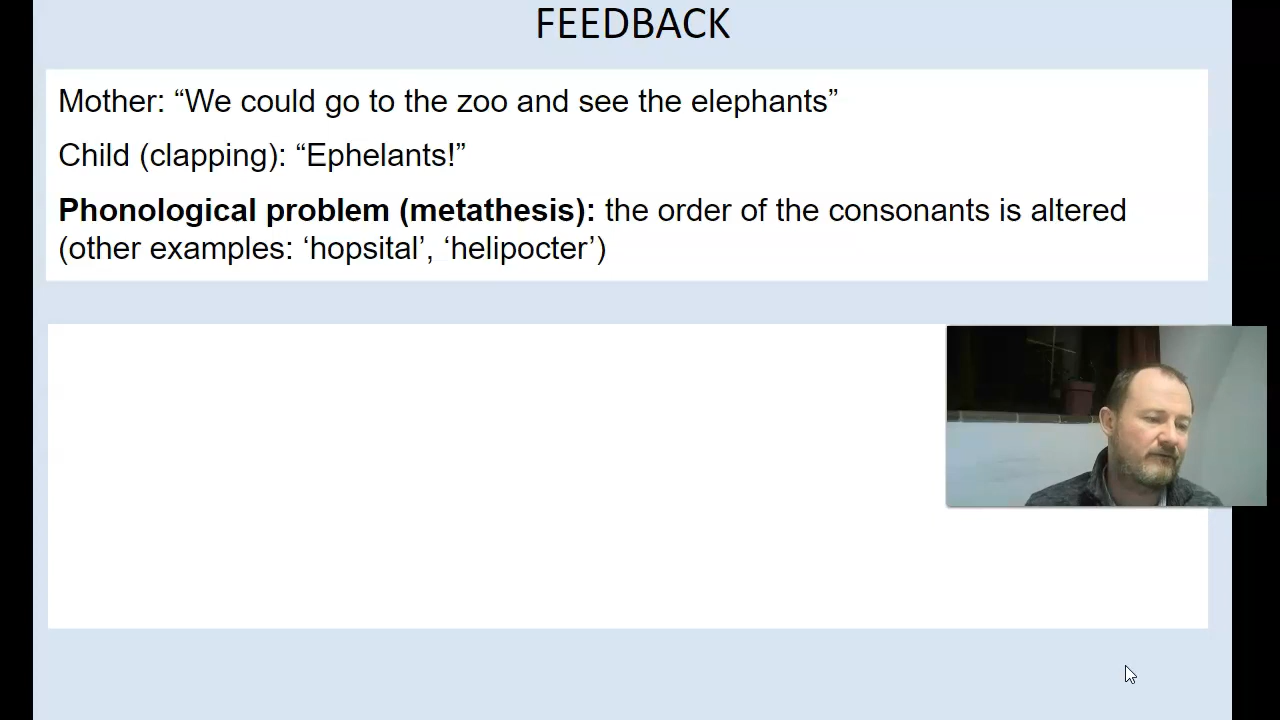 FEEDBACK
Mother: “We could go to the zoo and see the elephants”
Child (clapping): “Ephelants!”
Phonological problem (metathesis): the order of the consonants is altered
(other examples: ‘hopsital’, ‘helipocter’)